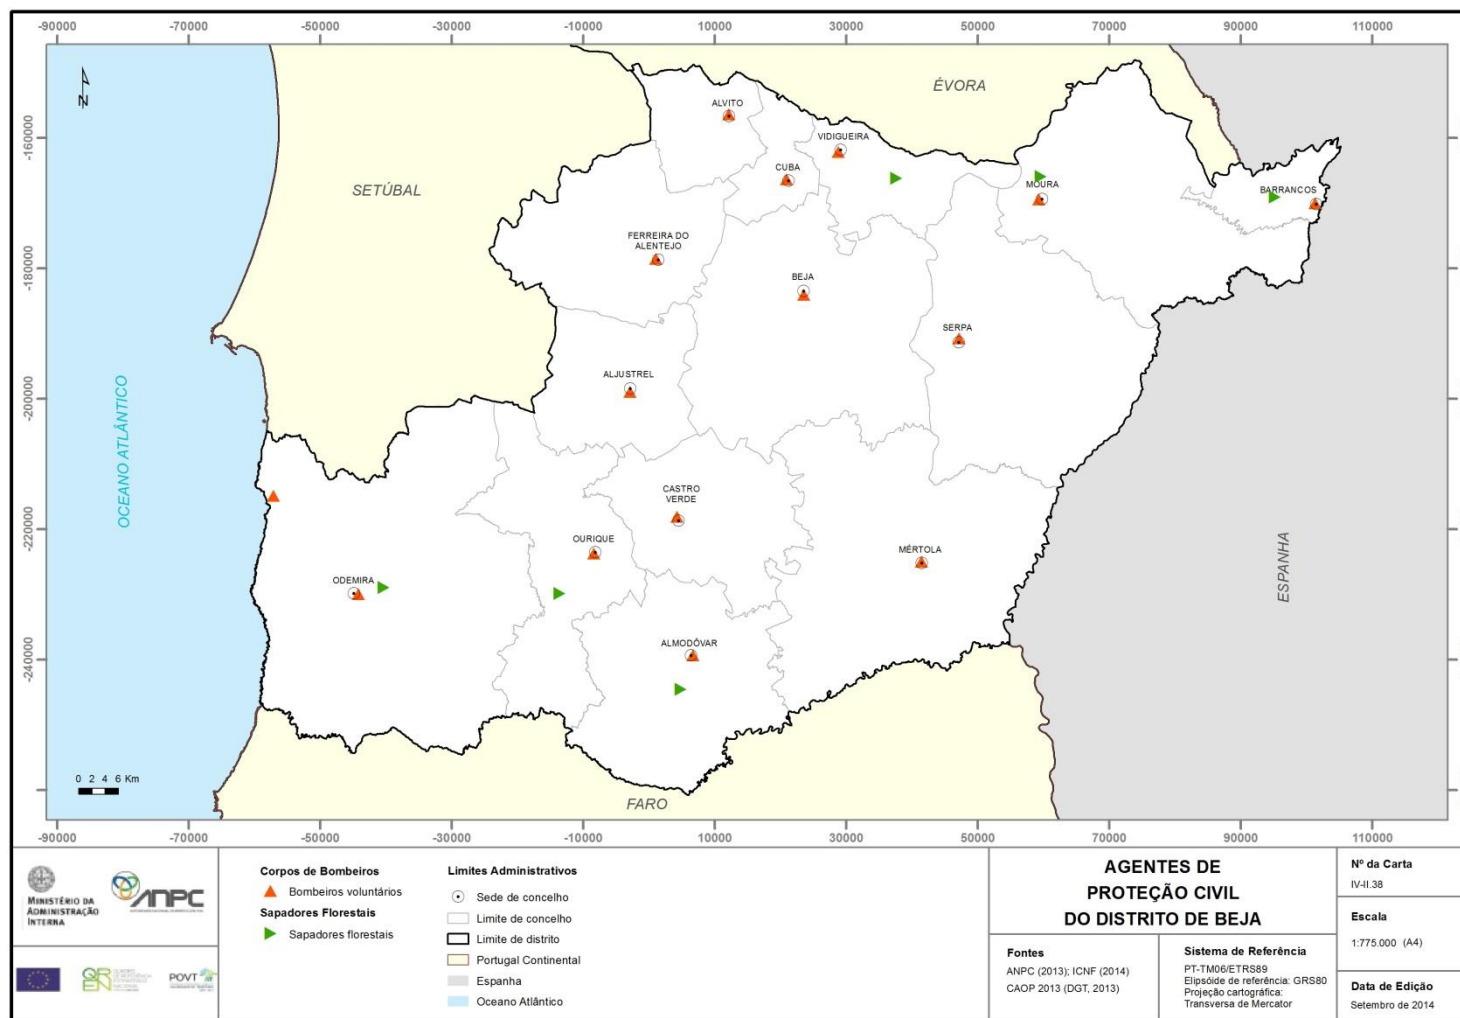 -90000 -70000 -50000 -30000 -10000 10000 30000 50000 70000 90000 110000
-160000
-180000
-200000
-220000
-240000
N
ÉVORA
SETÚBAL
ALVITO
VIDIGUEIRA
CUBA
MOURA
BARRANCOS
FERREIRA DO
ALENTEJO
BEJA
SERPA
ALJUSTREL
OCEANO ATLÂNTICO
CASTRO
VERDE
OURIQUE
MÉRTOLA
ESPANHA
ODEMIRA
ALMODÔVAR
0 2 4 6 Km
FARO
-160000
-180000
-200000
-220000
-240000
-90000 -70000 -50000 -30000 -10000 10000 30000 50000 70000 90000 110000
MINISTÉRIO DA
ADMINISTRAÇÃO
INTERNA
ANPC
QREN
POVT
Corpos de Bombeiros
Bombeiros voluntários
Sapadores Florestais
Sapadores florestais
Limites Administrativos
Sede de concelho
Limite de concelho
Limite de distrito
Portugal Continental
Espanha
Oceano Atlântico
AGENTES DE
PROTEÇÃO CIVIL
DO DISTRITO DE BEJA
Fontes
ANPC (2013); ICNF (2014)
CAOP 2013 (DGT, 2013)
Sistema de Referência
PT-TM06/ETRS89
Elipsóide de referência: GRS80
Projeção cartográfica:
Transversa de Mercator
Nº da Carta
IV-II.38
Escala
1:775.000 (A4)
Data de Edição
Setembro de 2014